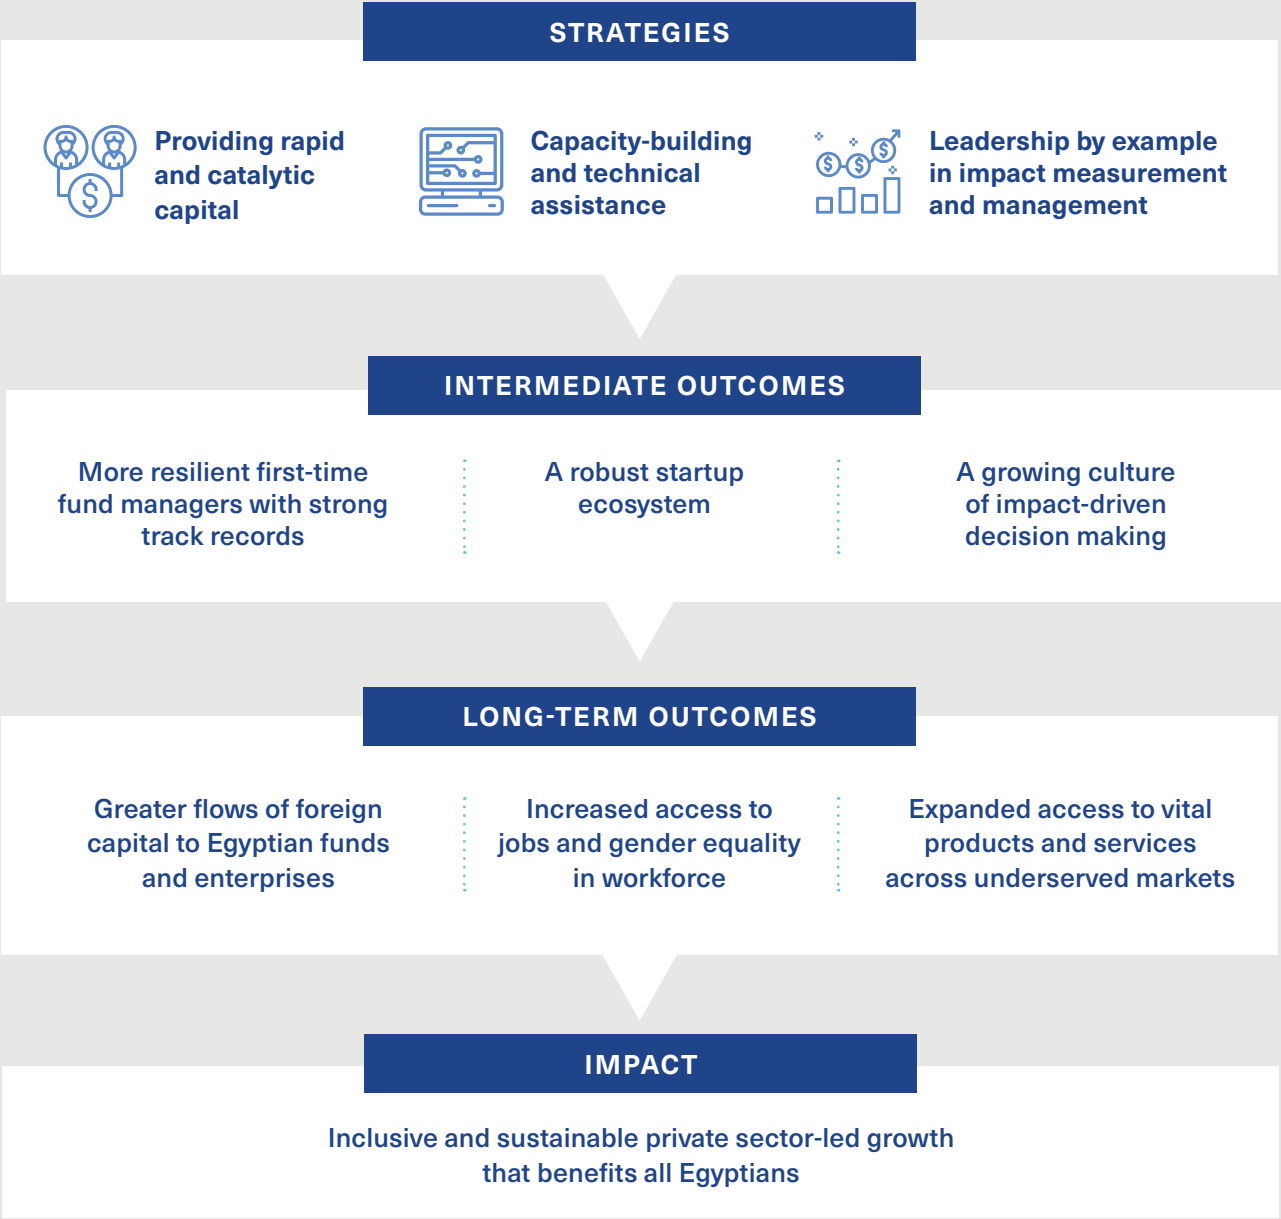 STRATEGIES
Providing rapid
and catalytic
capital
Capacity-building
and technical
assistance
Leadership by example
in impact measurement
and management
INTERMEDIATE OUTCOMES
More resilient first-time
fund managers with strong
track records
A robust startup
ecosystem
A growing culture
of impact-driven
decision making
LONG-TERM OUTCOMES
Greater flows of foreign
capital to Egyptian funds
and enterprises
Increased access to
jobs and gender equality
in workforce
Expanded access to vital
products and services
across underserved markets
IMPACT
Inclusive and sustainable private sector-led growth
that benefits all Egyptians